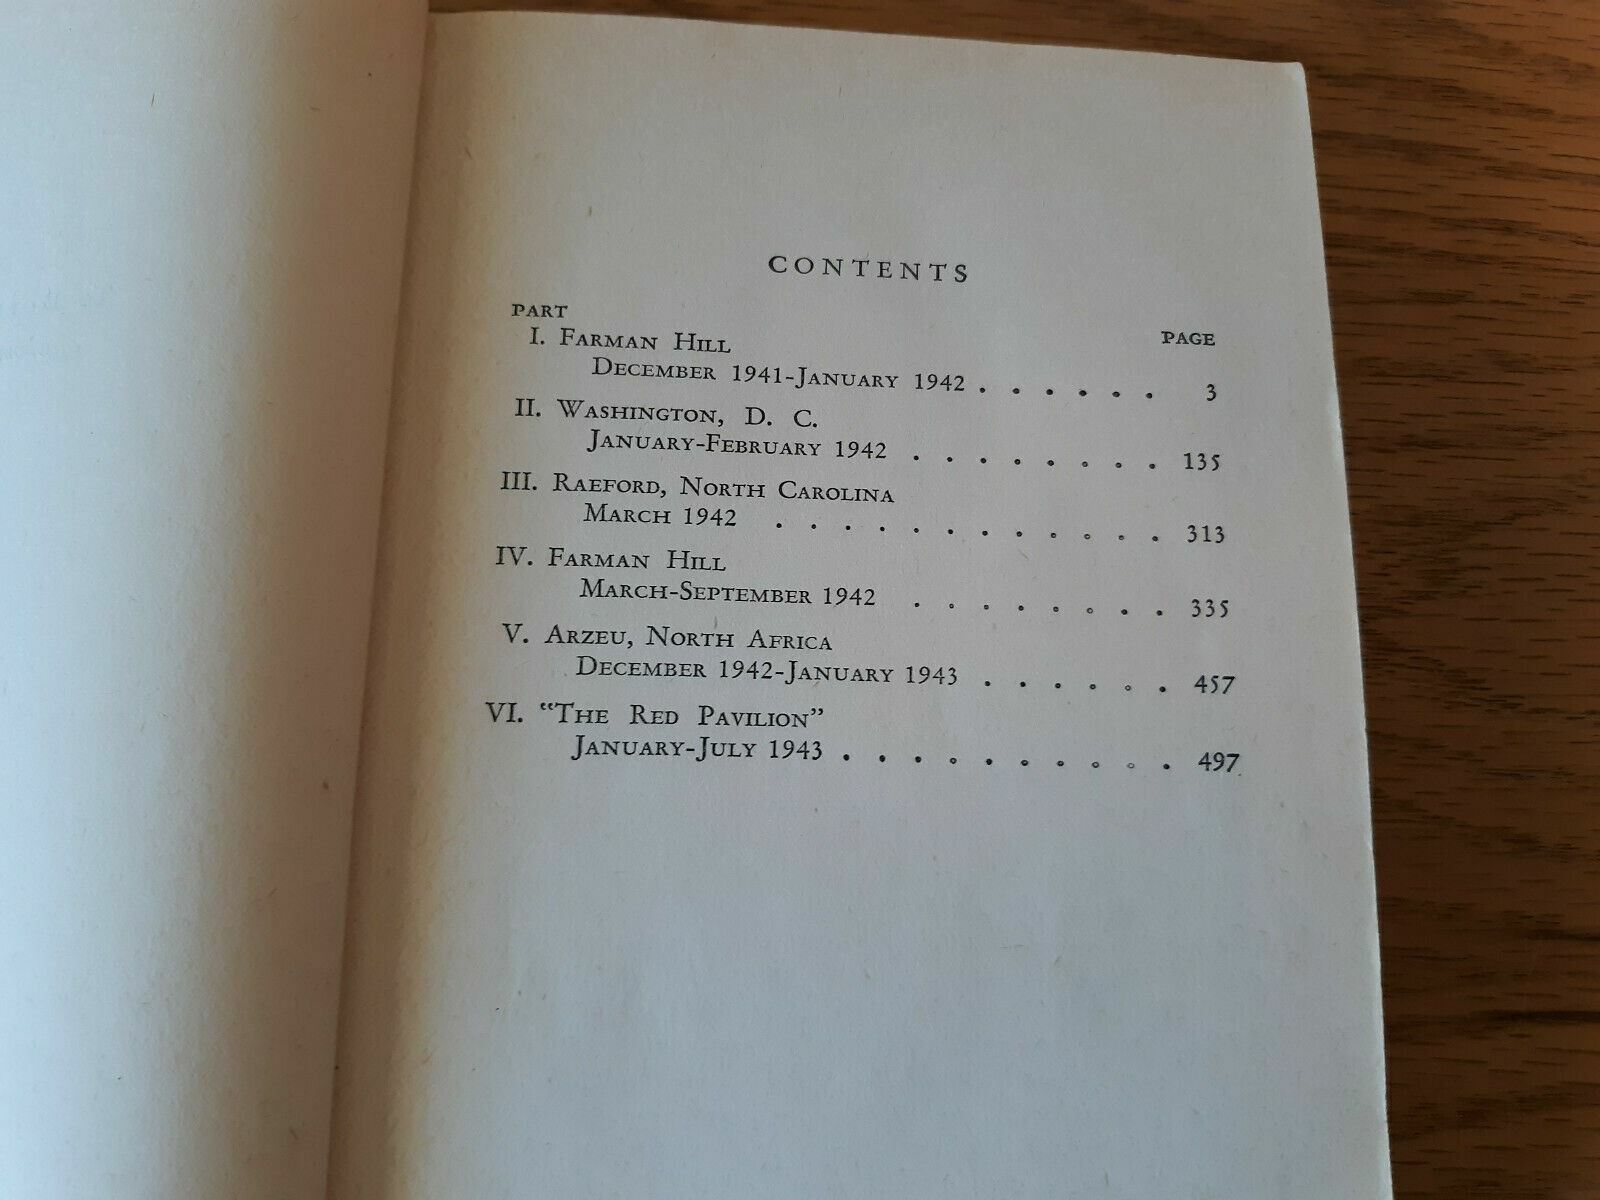 CONTENTS
PART PAGE
I. FARMAN HILL
DECEMBER 1941-JANUARY 1942 . . . . . . 3
II. WASHINGTON, D. C.
JANUARY-FEBRUARY 1942 . . . . . . . . 135
III. RAEFORD, NORTH CAROLINA
MARCH 1942 . . . . . . . . . . . . 313
IV. FARMAN HILL
MARCH-SEPTEMBER 1942 . . . . . . . . 335
V. ARZEU, NORTH AFRICA
DECEMBER 1942-JANUARY 1943 . . . . . . 457
VI. "THE RED PAVILION"
JANUARY-JULY 1943 . . . . . . . . . . 497